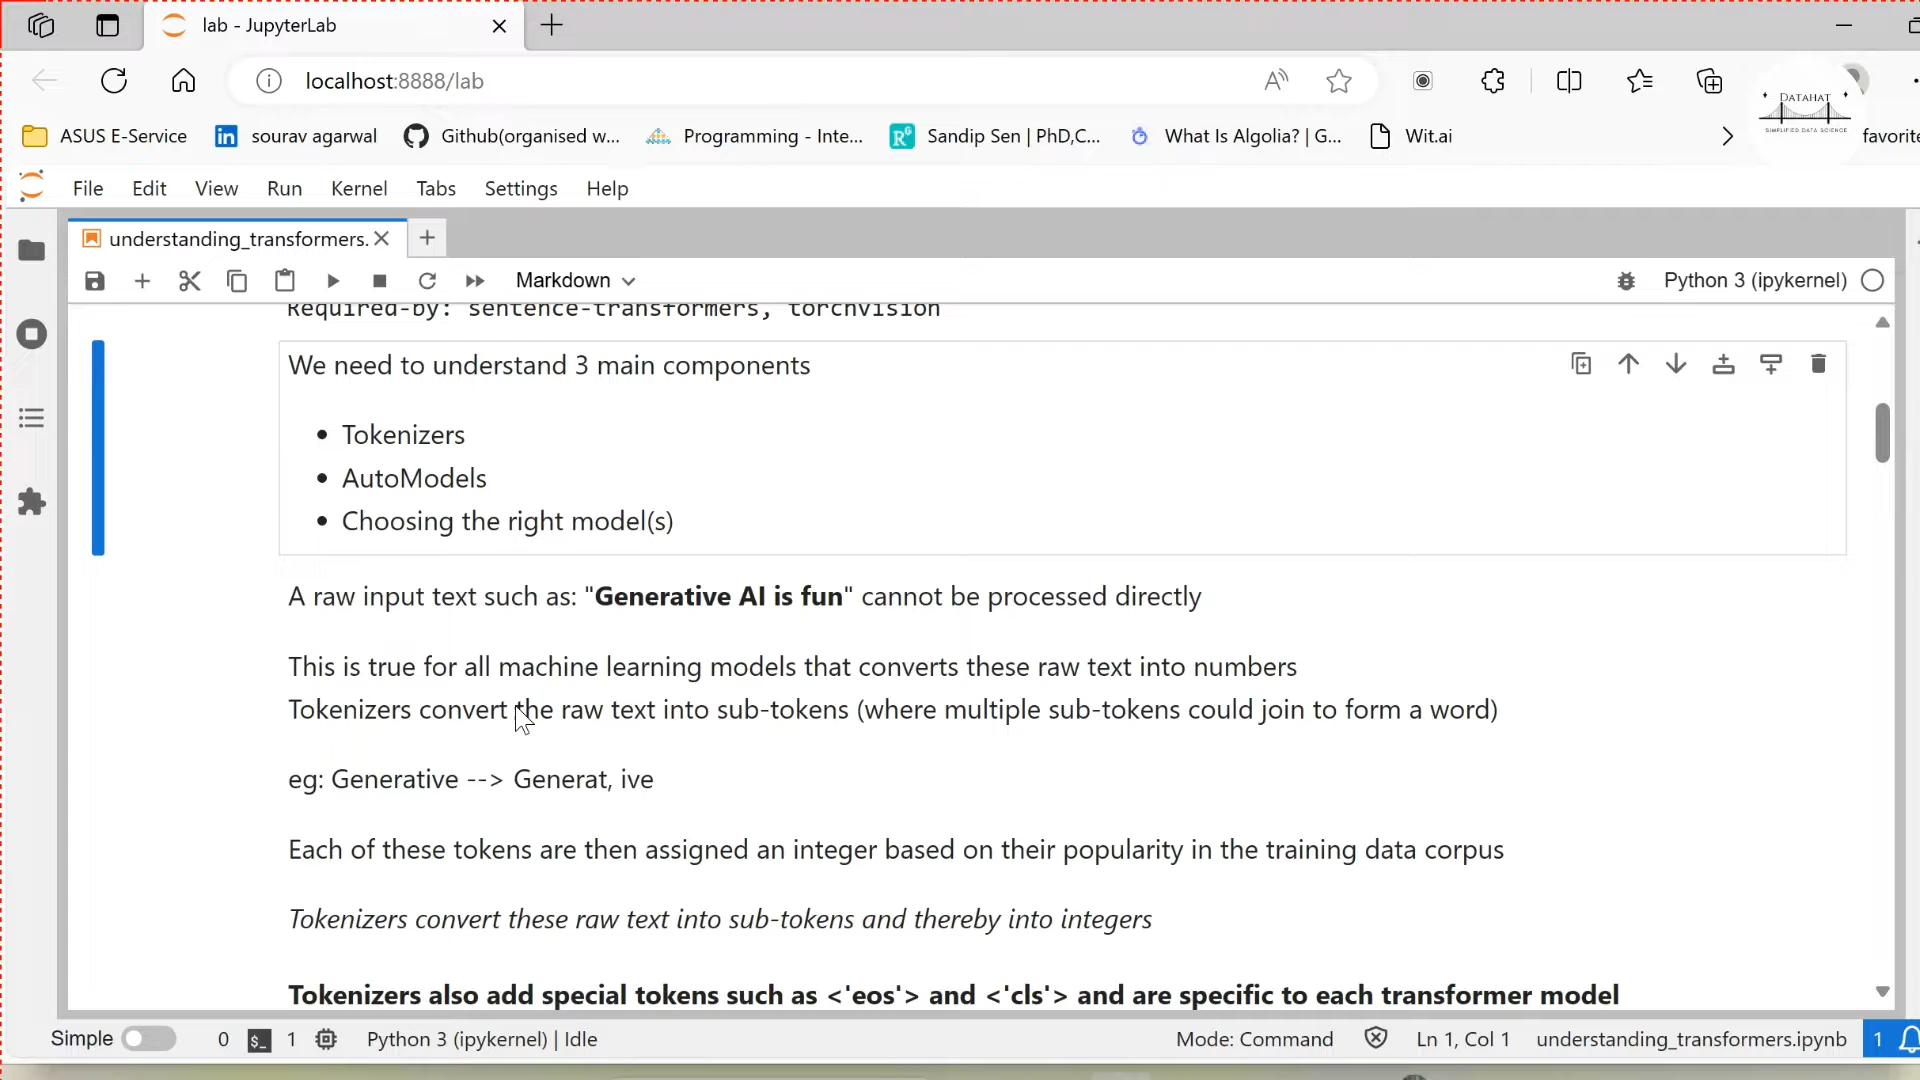 lab - JupyterLab
localhost:8888/lab
ASUS E-Service
sourav agarwal
Github(organised w...
Programming - Inte...
Sandip Sen | PhD,C...
What Is Algolia? | G...
Wit.ai
DATAHAT
SIMPLIFIED DATA SCIENCE
File Edit View Run Kernel Tabs Settings Help
understanding_transformers.
Markdown
Python 3 (ipykernel)
Required-by: sentence-transformers, torchvision
We need to understand 3 main components
• Tokenizers
• AutoModels
• Choosing the right model(s)
A raw input text such as: "Generative AI is fun" cannot be processed directly
This is true for all machine learning models that converts these raw text into numbers
Tokenizers convert the raw text into sub-tokens (where multiple sub-tokens could join to form a word)
eg: Generative --> Generat, ive
Each of these tokens are then assigned an integer based on their popularity in the training data corpus
Tokenizers convert these raw text into sub-tokens and thereby into integers
Tokenizers also add special tokens such as <'eos'> and <'cls'> and are specific to each transformer model
Simple 0 $_ 1 Python 3 (ipykernel) | Idle Mode: Command Ln 1, Col 1 understanding_transformers.ipynb 1